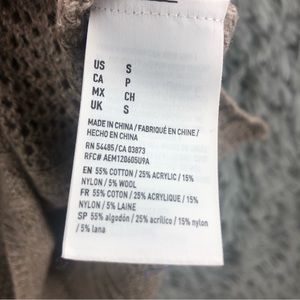 US S
CA P
MX CH
UK S
MADE IN CHINA / FABRIQUÉ EN CHINE /
HECHO EN CHINA
RN 54485/CA 03873
RFC# AEM120605U9A
EN 55% COTTON / 25% ACRYLIC / 15%
NYLON / 5% WOOL
FR 55% COTON / 25% ACRYLIQUE / 15%
NYLON / 5% LAINE
SP 55% algodón / 25% acrílico / 15% nylon
/ 5% lana